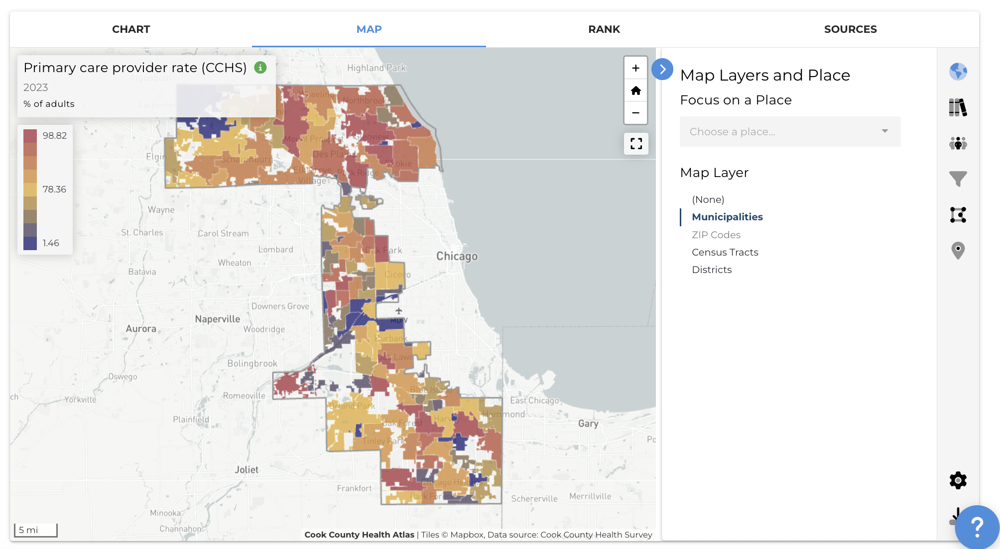 CHART
MAP
RANK
SOURCES
Primary care provider rate (CCHS)
2023
% of adults
98.82
78.36
1.46
Highland Park
Algonquin
Wheeling
Northbrook
Mount Prospect
Glenview
Elgin
Schaumburg
Des Plaines
Skokie
Elk Grove
Village
Park Ridge
Wayne
St. Charles
Carol Stream
Oak Park
Lombard
Chicago
Wheaton
Batavia
Cicero
Downers Grove
Naperville
MDW
Aurora
Woodridge
Burbank
Oak Lawn
Bolingbrook
Oswego
Blue Island
Romeoville
Yorkville
ch
East Chicago
Orland Park
Hammond
Plainfield
Oak Forest
Harvey
Gary
Tinley Park
Po
Joliet
Chicago Heights
Frankfort
Park Forest
Schererville
Merrillville
Minooka
Channahon
5 mi
Cook County Health Atlas | Tiles © Mapbox, Data source: Cook County Health Survey
+
−
Map Layers and Place
Focus on a Place
Choose a place...
Map Layer
(None)
Municipalities
ZIP Codes
Census Tracts
Districts
?